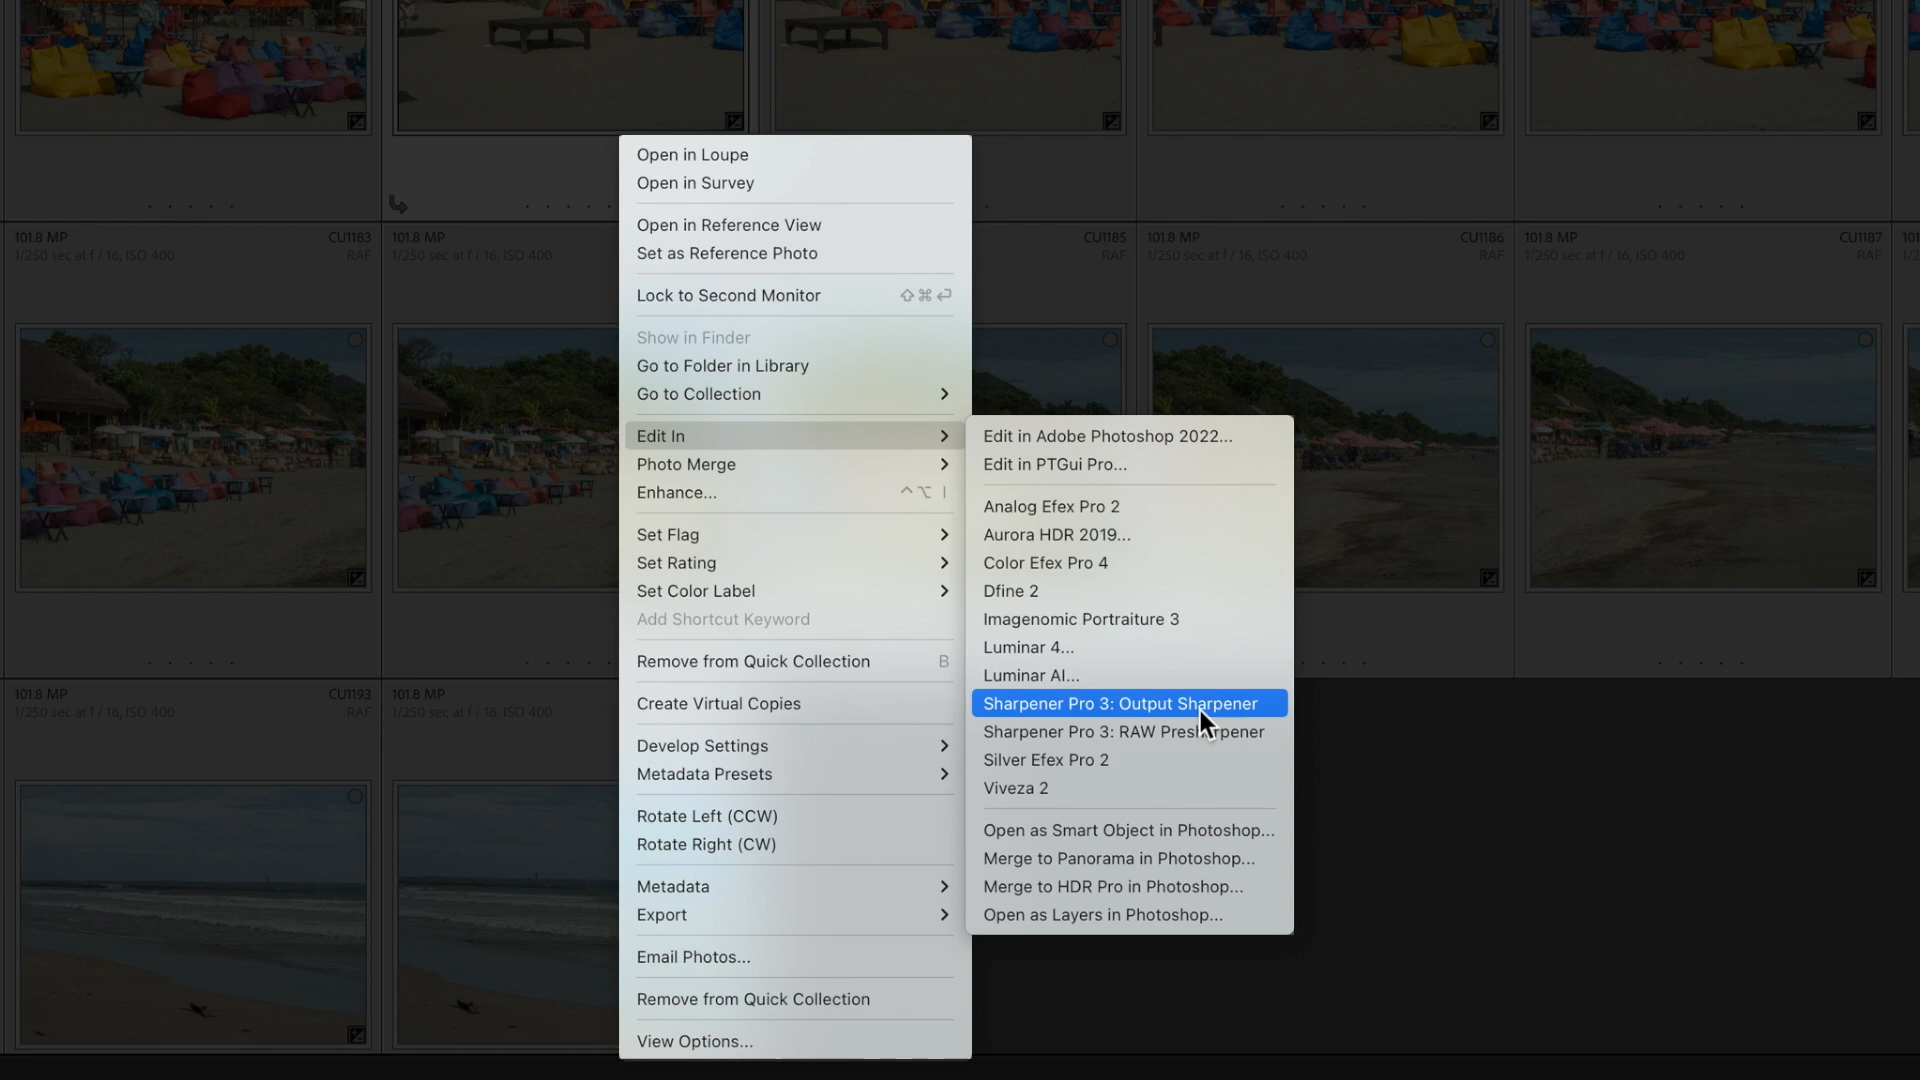 Open in Loupe
Open in Survey
Open in Reference View
Set as Reference Photo
Lock to Second Monitor ⇧⌘↩
Show in Finder
Go to Folder in Library
Go to Collection
Edit In
Photo Merge
Enhance... ^⌥ I
Set Flag
Set Rating
Set Color Label
Add Shortcut Keyword
Remove from Quick Collection B
Create Virtual Copies
Develop Settings
Metadata Presets
Rotate Left (CCW)
Rotate Right (CW)
Metadata
Export
Email Photos...
Remove from Quick Collection
View Options...
Edit in Adobe Photoshop 2022...
Edit in PTGui Pro...
Analog Efex Pro 2
Aurora HDR 2019...
Color Efex Pro 4
Dfine 2
Imagenomic Portraiture 3
Luminar 4...
Luminar AI...
Sharpener Pro 3: Output Sharpener
Sharpener Pro 3: RAW Presharpener
Silver Efex Pro 2
Viveza 2
Open as Smart Object in Photoshop...
Merge to Panorama in Photoshop...
Merge to HDR Pro in Photoshop...
Open as Layers in Photoshop...
101.8 MP CU1183
1/250 sec at f / 16, ISO 400 RAF
101.8 MP
1/250 sec at f / 16, ISO 400
CU1185
RAF
101.8 MP CU1186
1/250 sec at f / 16, ISO 400 RAF
101.8 MP CU1187
1/250 sec at f / 16, ISO 400 RAF
101.8 MP CU1193
1/250 sec at f / 16, ISO 400 RAF
101.8 MP
1/250 sec at f / 16, ISO 400